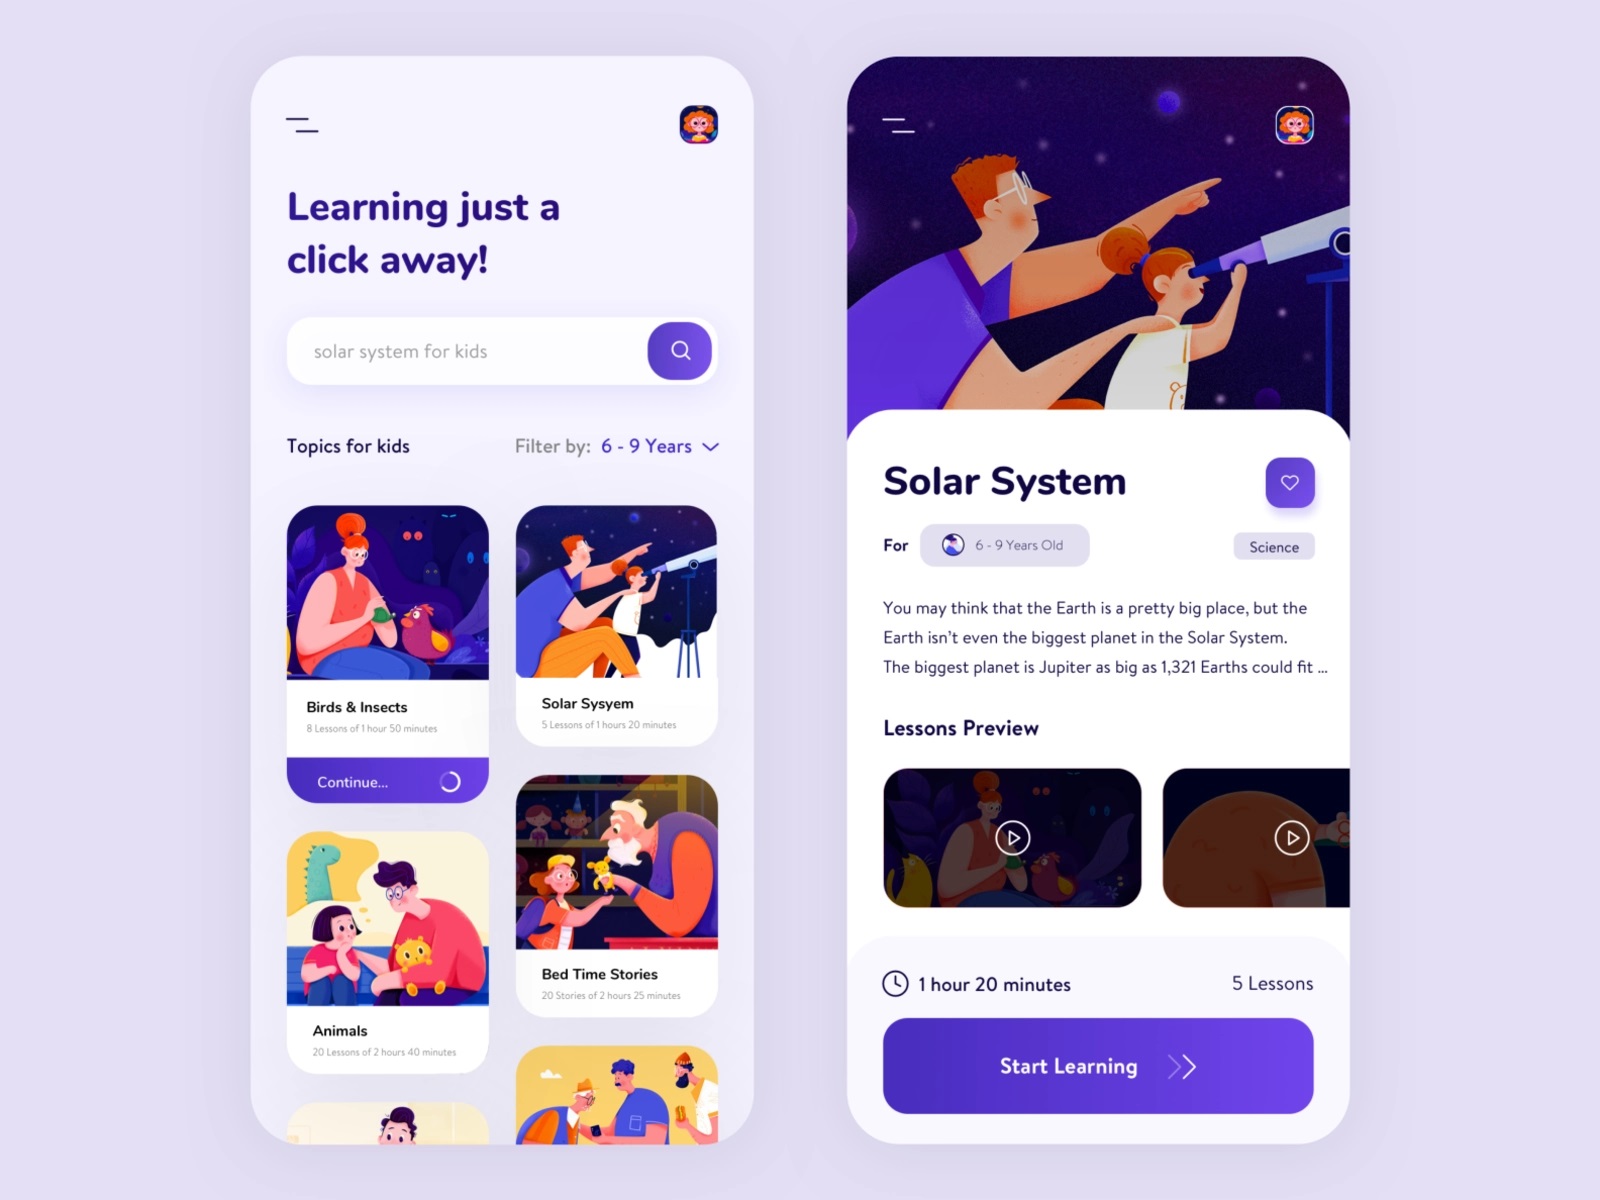 Learning just a
click away!
solar system for kids
Topics for kids
Filter by: 6 - 9 Years
Birds & Insects
8 Lessons of 1 hour 50 minutes
Continue...
Solar Sysyem
5 Lessons of 1 hours 20 minutes
Animals
20 Lessons of 2 hours 40 minutes
Bed Time Stories
20 Stories of 2 hours 25 minutes
Solar System
For 6 - 9 Years Old
Science
You may think that the Earth is a pretty big place, but the
Earth isn't even the biggest planet in the Solar System.
The biggest planet is Jupiter as big as 1,321 Earths could fit ...
Lessons Preview
1 hour 20 minutes
5 Lessons
Start Learning